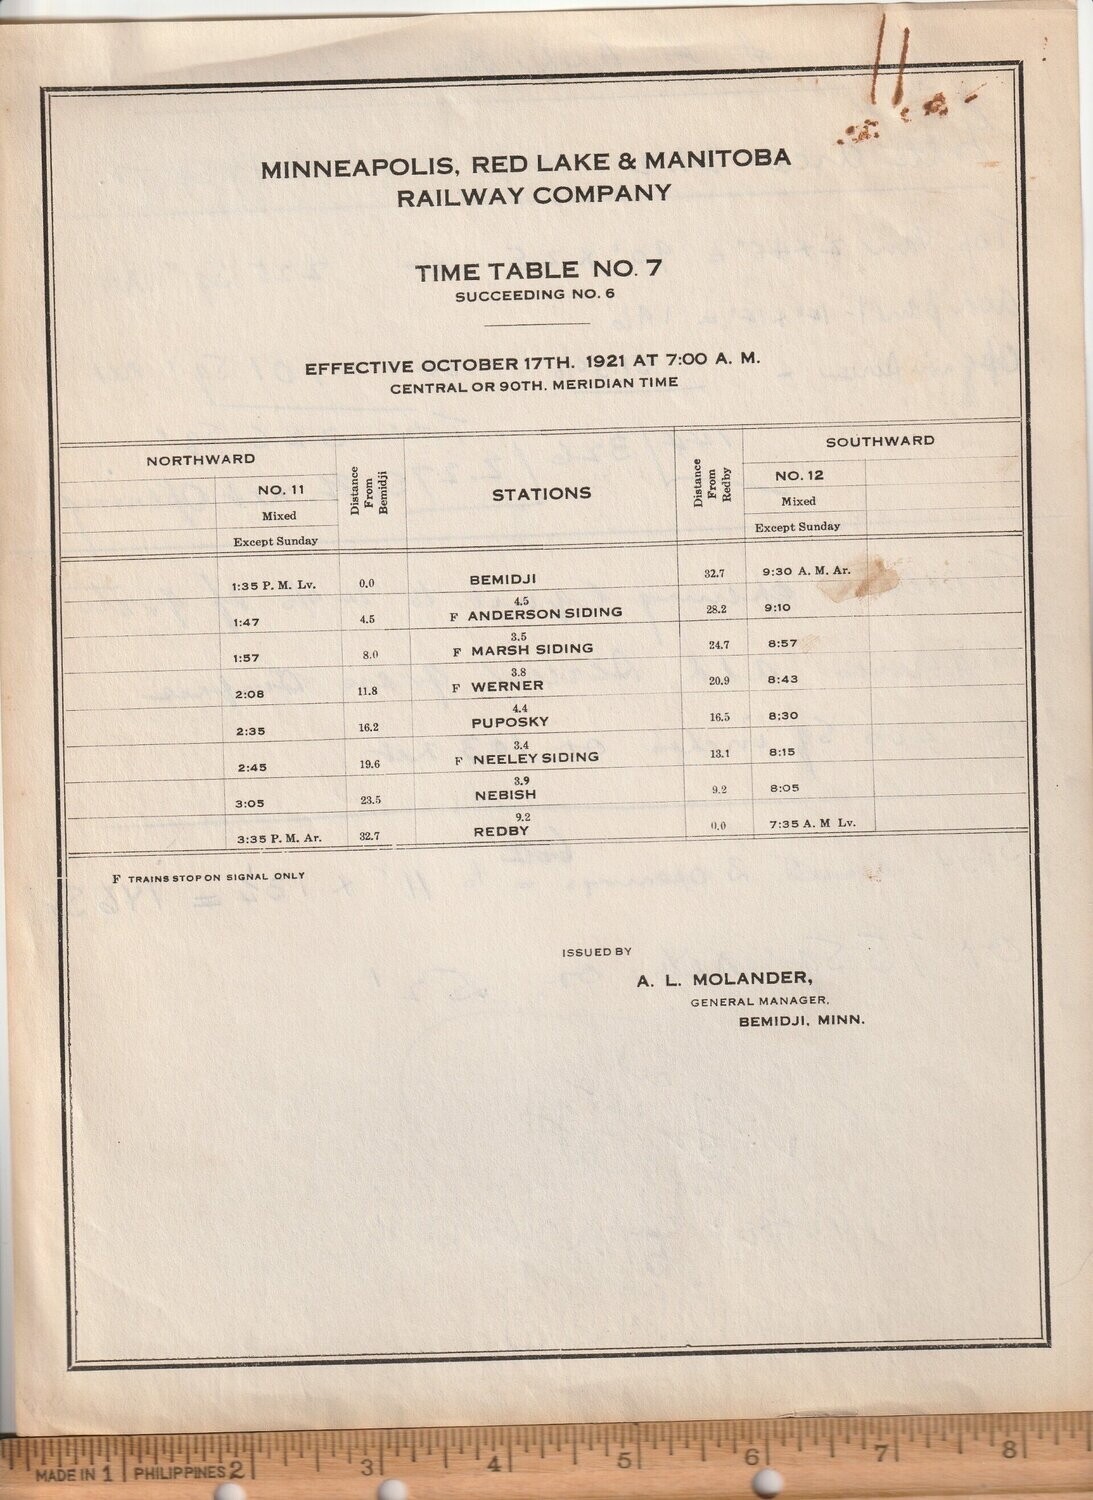 MINNEAPOLIS, RED LAKE & MANITOBA
RAILWAY COMPANY
TIME TABLE NO. 7
SUCCEEDING NO. 6
EFFECTIVE OCTOBER 17TH. 1921 AT 7:00 A. M.
CENTRAL OR 90TH. MERIDIAN TIME
NORTHWARD Distance From Bemidji STATIONS Distance From Redby SOUTHWARD
NO. 11 NO. 12
Mixed Mixed
Except Sunday Except Sunday
1:35 P. M. Lv. 0.0 BEMIDJI 32.7 9:30 A. M. Ar.
4.5
1:47 4.5 F ANDERSON SIDING 28.2 9:10
3.5
1:57 8.0 F MARSH SIDING 24.7 8:57
3.8
2:08 11.8 F WERNER 20.9 8:43
4.4
2:35 16.2 PUPOSKY 16.5 8:30
3.4
2:45 19.6 F NEELEY SIDING 13.1 8:15
3.9
3:05 23.5 NEBISH 9.2 8:05
9.2
3:35 P. M. Ar. 32.7 REDBY 0.0 7:35 A. M Lv.
F TRAINS STOP ON SIGNAL ONLY
ISSUED BY
A. L. MOLANDER,
GENERAL MANAGER.
BEMIDJI, MINN.
MADE IN 1 PHILIPPINES 2 3 4 5 6 7 8